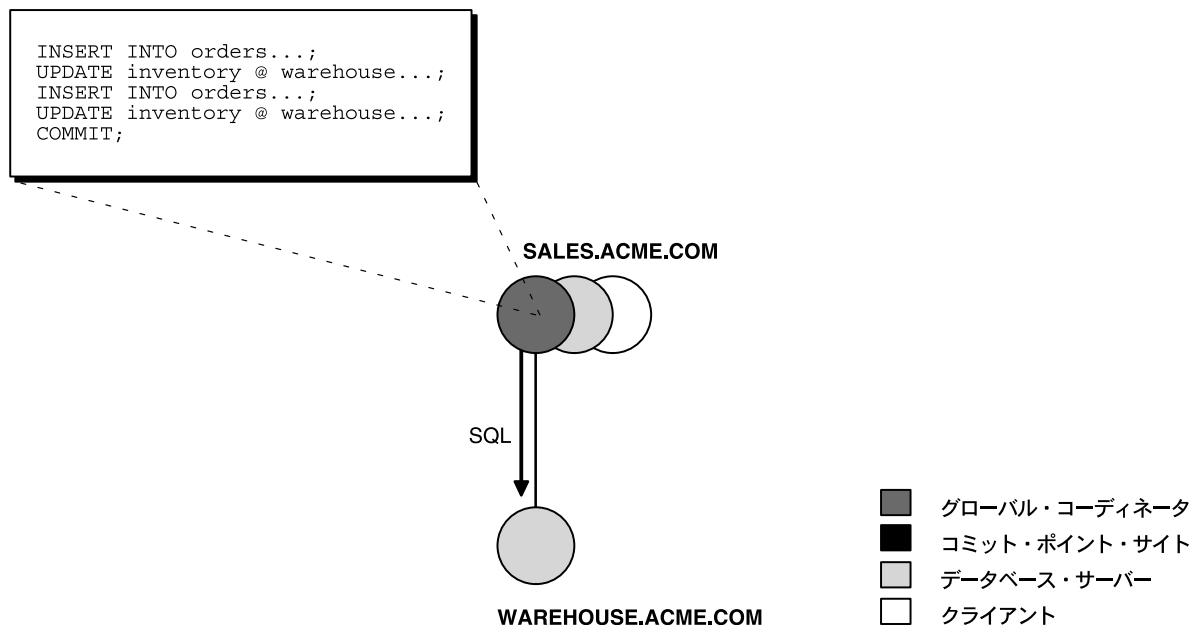 INSERT INTO orders...;
UPDATE inventory @ warehouse...;
INSERT INTO orders...;
UPDATE inventory @ warehouse...;
COMMIT;
SALES.ACME.COM
SQL
WAREHOUSE.ACME.COM
グローバル・コーディネータ
コミット・ポイント・サイト
データベース・サーバー
クライアント